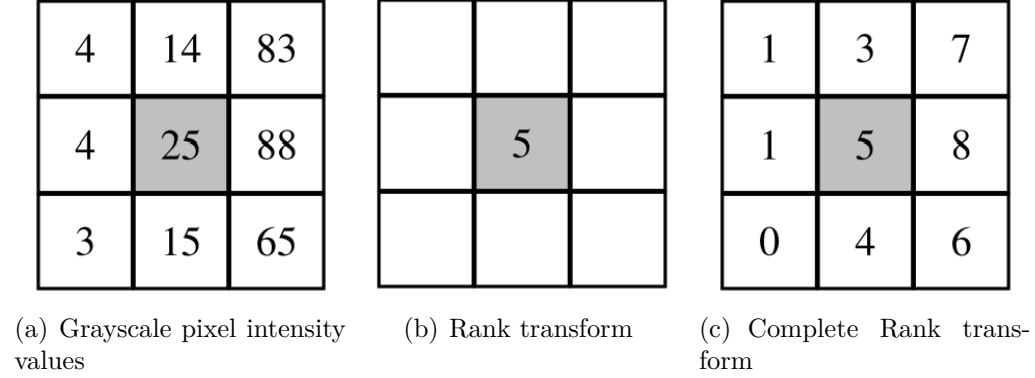 4 14 83
4 25 88
3 15 65
5
1 3 7
1 5 8
0 4 6
(a) Grayscale pixel intensity
values
(b) Rank transform
(c) Complete Rank trans-
form